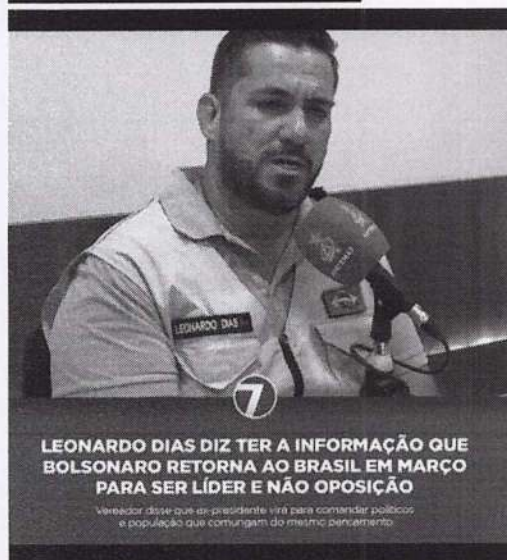 LEONARDO DIAS
7
LEONARDO DIAS DIZ TER A INFORMAÇÃO QUE
BOLSONARO RETORNA AO BRASIL EM MARÇO
PARA SER LÍDER E NÃO OPOSIÇÃO
Vereador disse que ex-presidente virá para comandar políticos
e população que comungam do mesmo pensamento